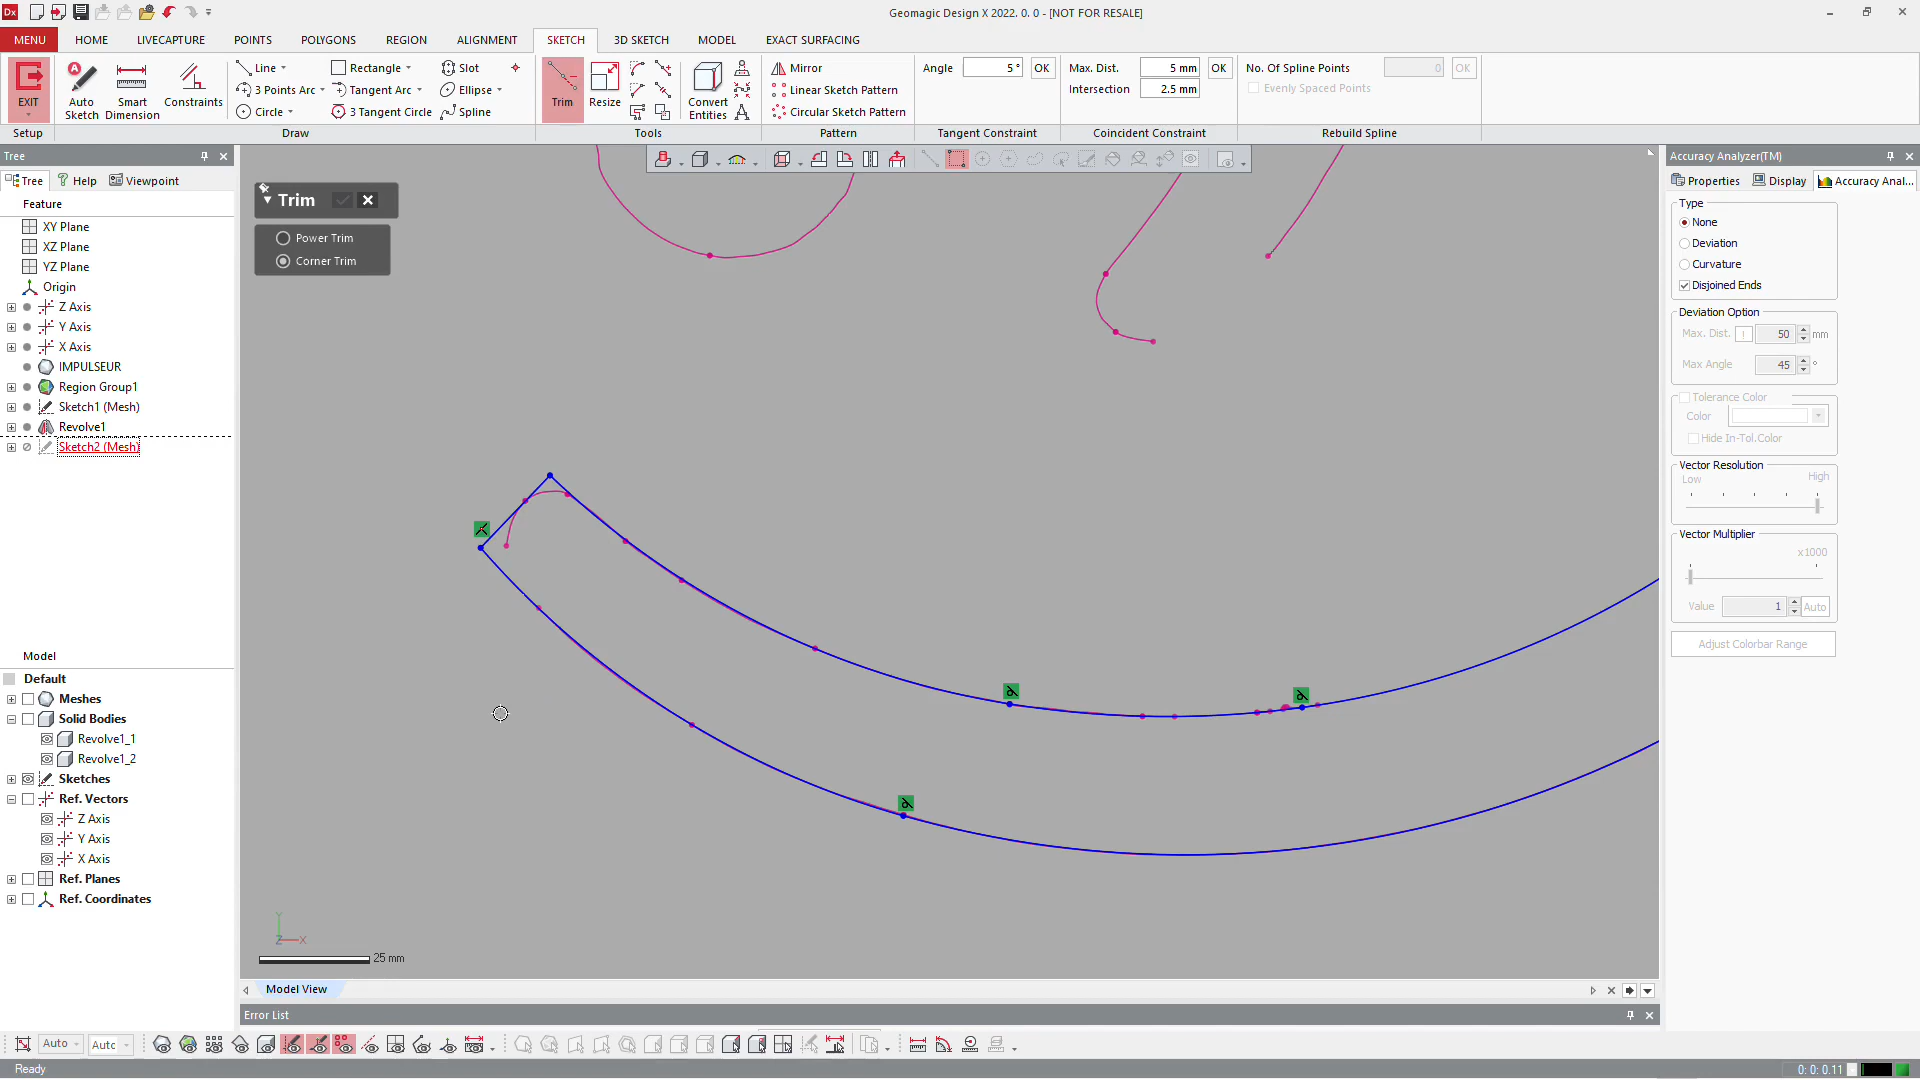 Dx
Geomagic Design X 2022. 0. 0 - [NOT FOR RESALE]
MENU HOME LIVECAPTURE POINTS POLYGONS REGION ALIGNMENT SKETCH 3D SKETCH MODEL EXACT SURFACING
EXIT
Setup
Auto Sketch
Smart Dimension
Constraints
Line
3 Points Arc
Circle
Rectangle
Tangent Arc
3 Tangent Circle
Slot
Ellipse
Spline
Draw
Trim
Resize
Convert Entities
Tools
Mirror
Linear Sketch Pattern
Circular Sketch Pattern
Pattern
Angle 5 ° OK
Tangent Constraint
Max. Dist. 5 mm OK
Intersection 2.5 mm
Coincident Constraint
No. Of Spline Points 0 OK
Evenly Spaced Points
Rebuild Spline
Tree
Tree Help Viewpoint
Feature
XY Plane
XZ Plane
YZ Plane
Origin
Z Axis
Y Axis
X Axis
IMPULSEUR
Region Group1
Sketch1 (Mesh)
Revolve1
Sketch2 (Mesh)
Model
Default
Meshes
Solid Bodies
Revolve1_1
Revolve1_2
Sketches
Ref. Vectors
Z Axis
Y Axis
X Axis
Ref. Planes
Ref. Coordinates
Trim
Power Trim
Corner Trim
Y
Z X
25 mm
Model View
Error List
Accuracy Analyzer(TM)
Properties Display Accuracy Anal...
Type
None
Deviation
Curvature
Disjoined Ends
Deviation Option
Max. Dist. 50 mm
Max Angle 45 °
Tolerance Color
Color
Hide In-Tol.Color
Vector Resolution
Low High
Vector Multiplier
x1000
Value 1 Auto
Adjust Colorbar Range
Auto Auto
Ready
0: 0: 0.11